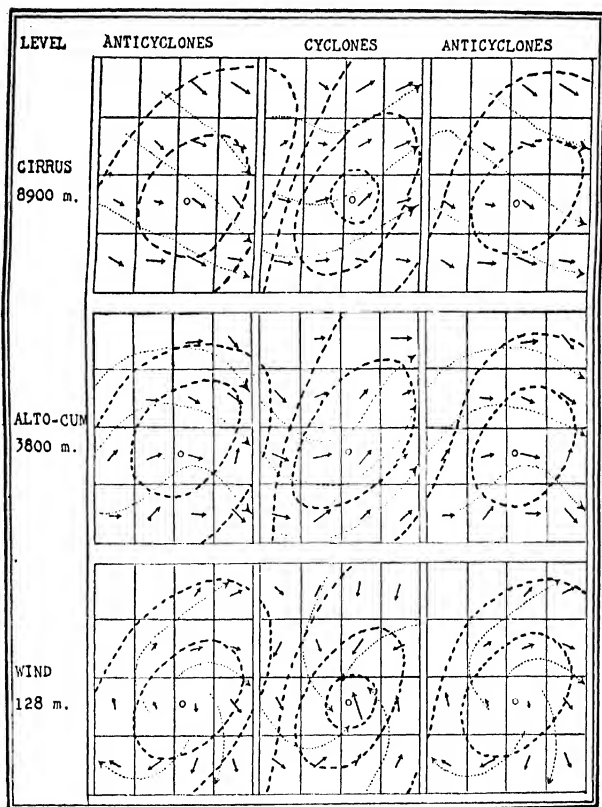 LEVEL ANTICYCLONES CYCLONES ANTICYCLONES
CIRRUS
8900 m.
ALTO-CUM
3800 m.
WIND
128 m.